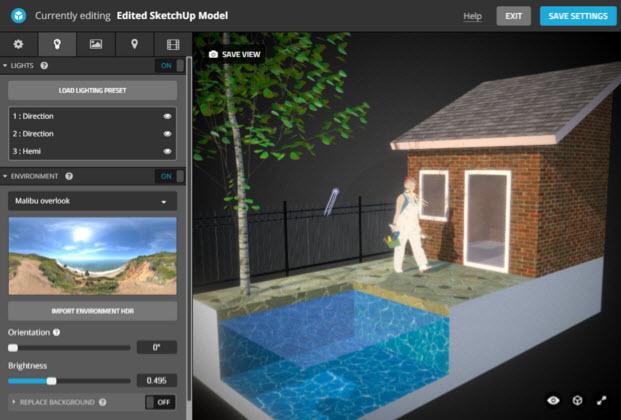 Currently editing Edited SketchUp Model
Help
EXIT
SAVE SETTINGS
LIGHTS ? ON
LOAD LIGHTING PRESET
1 : Direction
2 : Direction
3 : Hemi
ENVIRONMENT ? ON
Malibu overlook
IMPORT ENVIRONMENT HDR
Orientation ?
0°
Brightness
0.495
REPLACE BACKGROUND ? OFF
SAVE VIEW